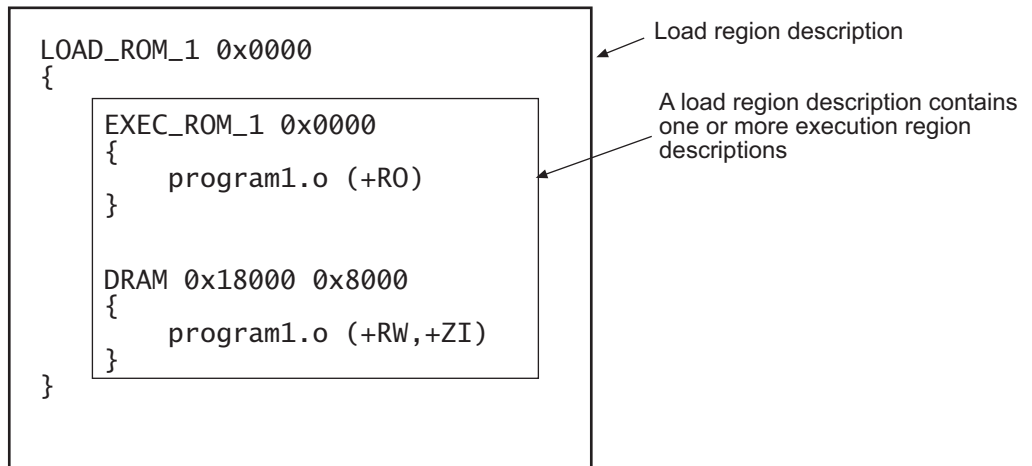 LOAD_ROM_1 0x0000
{
EXEC_ROM_1 0x0000
{
program1.o (+RO)
}
DRAM 0x18000 0x8000
{
program1.o (+RW,+ZI)
}
}
Load region description
A load region description contains
one or more execution region
descriptions